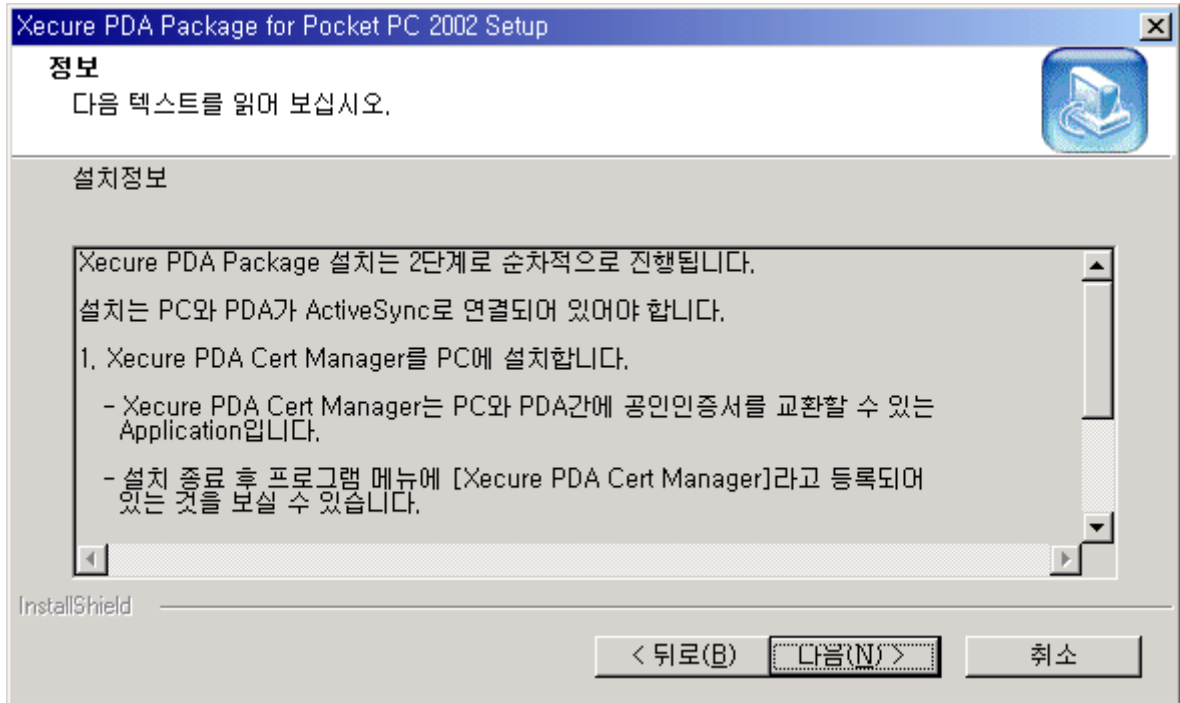 Xecure PDA Package for Pocket PC 2002 Setup
정보
다음 텍스트를 읽어 보십시오.
설치정보
Xecure PDA Package 설치는 2단계로 순차적으로 진행됩니다.
설치는 PC와 PDA가 ActiveSync로 연결되어 있어야 합니다.
1. Xecure PDA Cert Manager를 PC에 설치합니다.
- Xecure PDA Cert Manager는 PC와 PDA간에 공인인증서를 교환할 수 있는
Application입니다.
- 설치 종료 후 프로그램 메뉴에 [Xecure PDA Cert Manager]라고 등록되어
있는 것을 보실 수 있습니다.
InstallShield
< 뒤로(B)
다음(N) >
취소